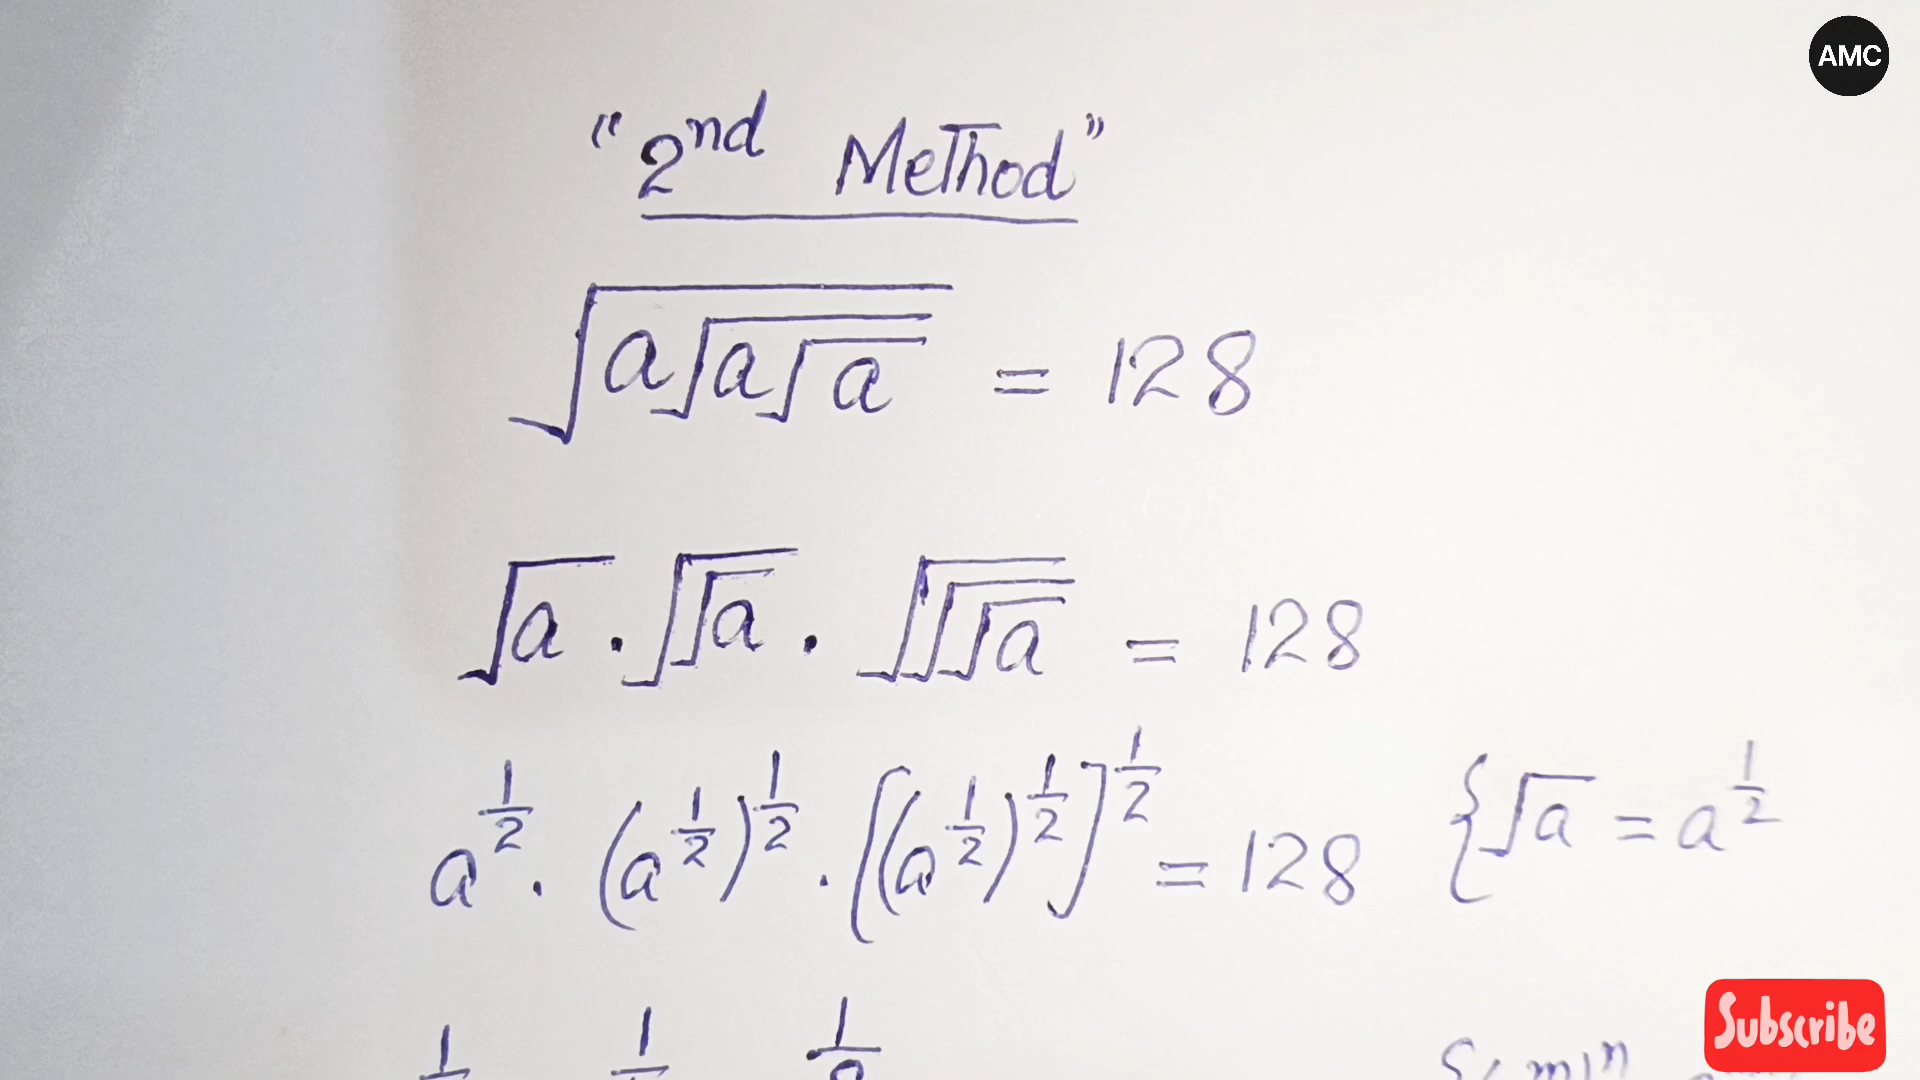 AMC
"2nd Method"
√(a√(a√a)) = 128
√a . √√a . √√√a = 128
a^(1/2) . (a^(1/2))^(1/2) . [((a^(1/2))^(1/2)]^(1/2) = 128 {√a = a^(1/2)
Subscribe